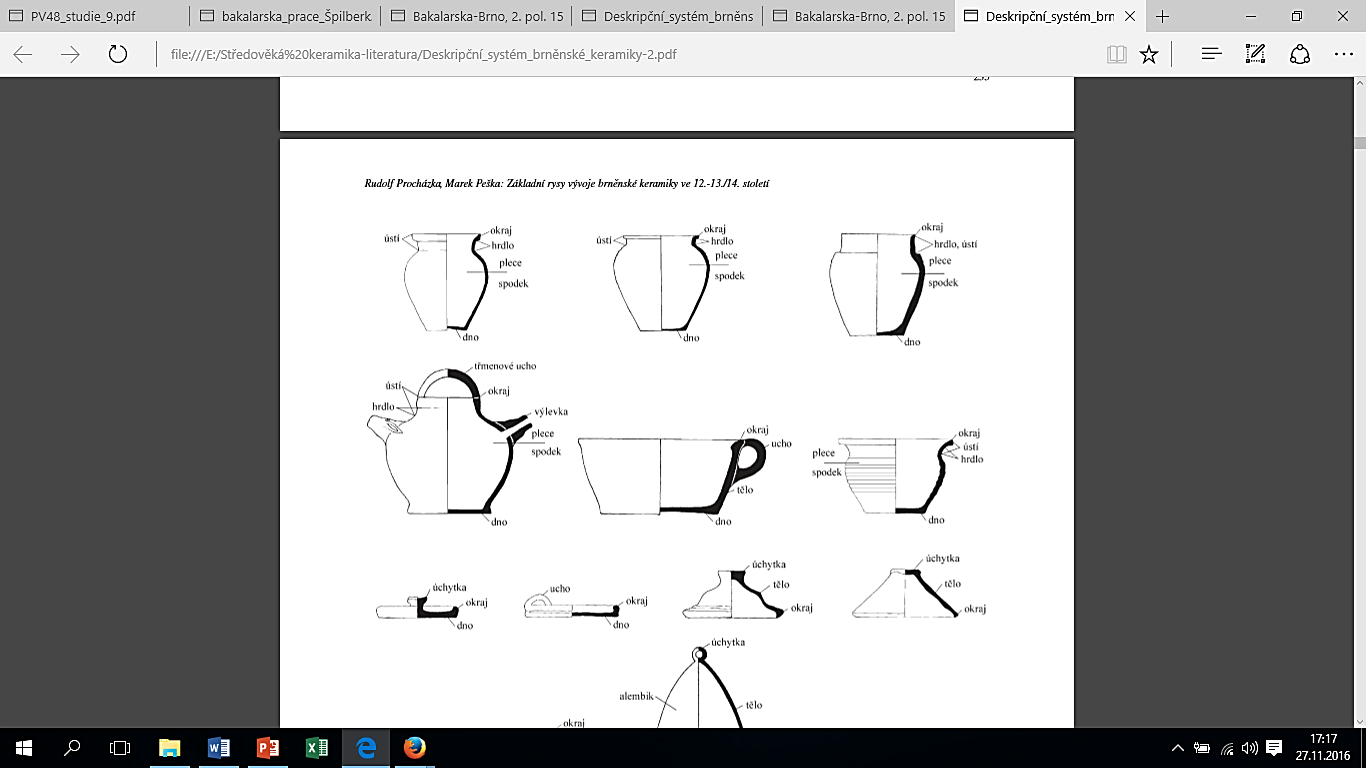 PV48_studie_9.pdf
bakalarska_prace_Špilberk.
Bakalarska-Brno, 2. pol. 15
Deskripční_systém_brněns
Bakalarska-Brno, 2. pol. 15
Deskripční_systém_brn
file:///E:/Středověká%20keramika-literatura/Deskripční_systém_brněnské_keramiky-2.pdf
Rudolf Procházka, Marek Peška: Základní rysy vývoje brněnské keramiky ve 12.-13./14. století
ústí
okraj
hrdlo
plece
spodek
dno
ústí
okraj
hrdlo
plece
spodek
dno
okraj
hrdlo, ústí
plece
spodek
dno
třmenové ucho
ústí
okraj
hrdlo
výlevka
plece
spodek
dno
okraj
ucho
tělo
dno
plece
spodek
okraj
ústí
hrdlo
dno
úchytka
okraj
dno
ucho
okraj
dno
úchytka
tělo
okraj
úchytka
tělo
okraj
úchytka
alembik
tělo
okraj
17:17
27.11.2016